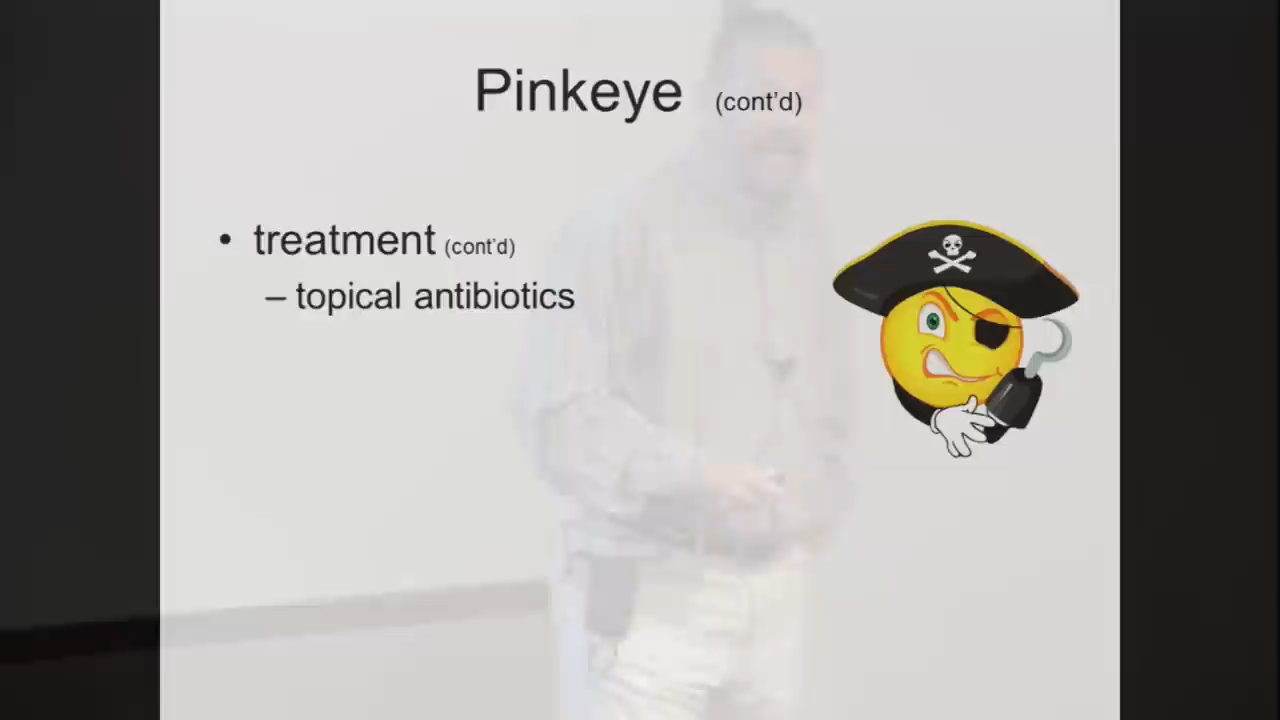 Pinkeye (cont'd)
• treatment (cont'd)
– topical antibiotics